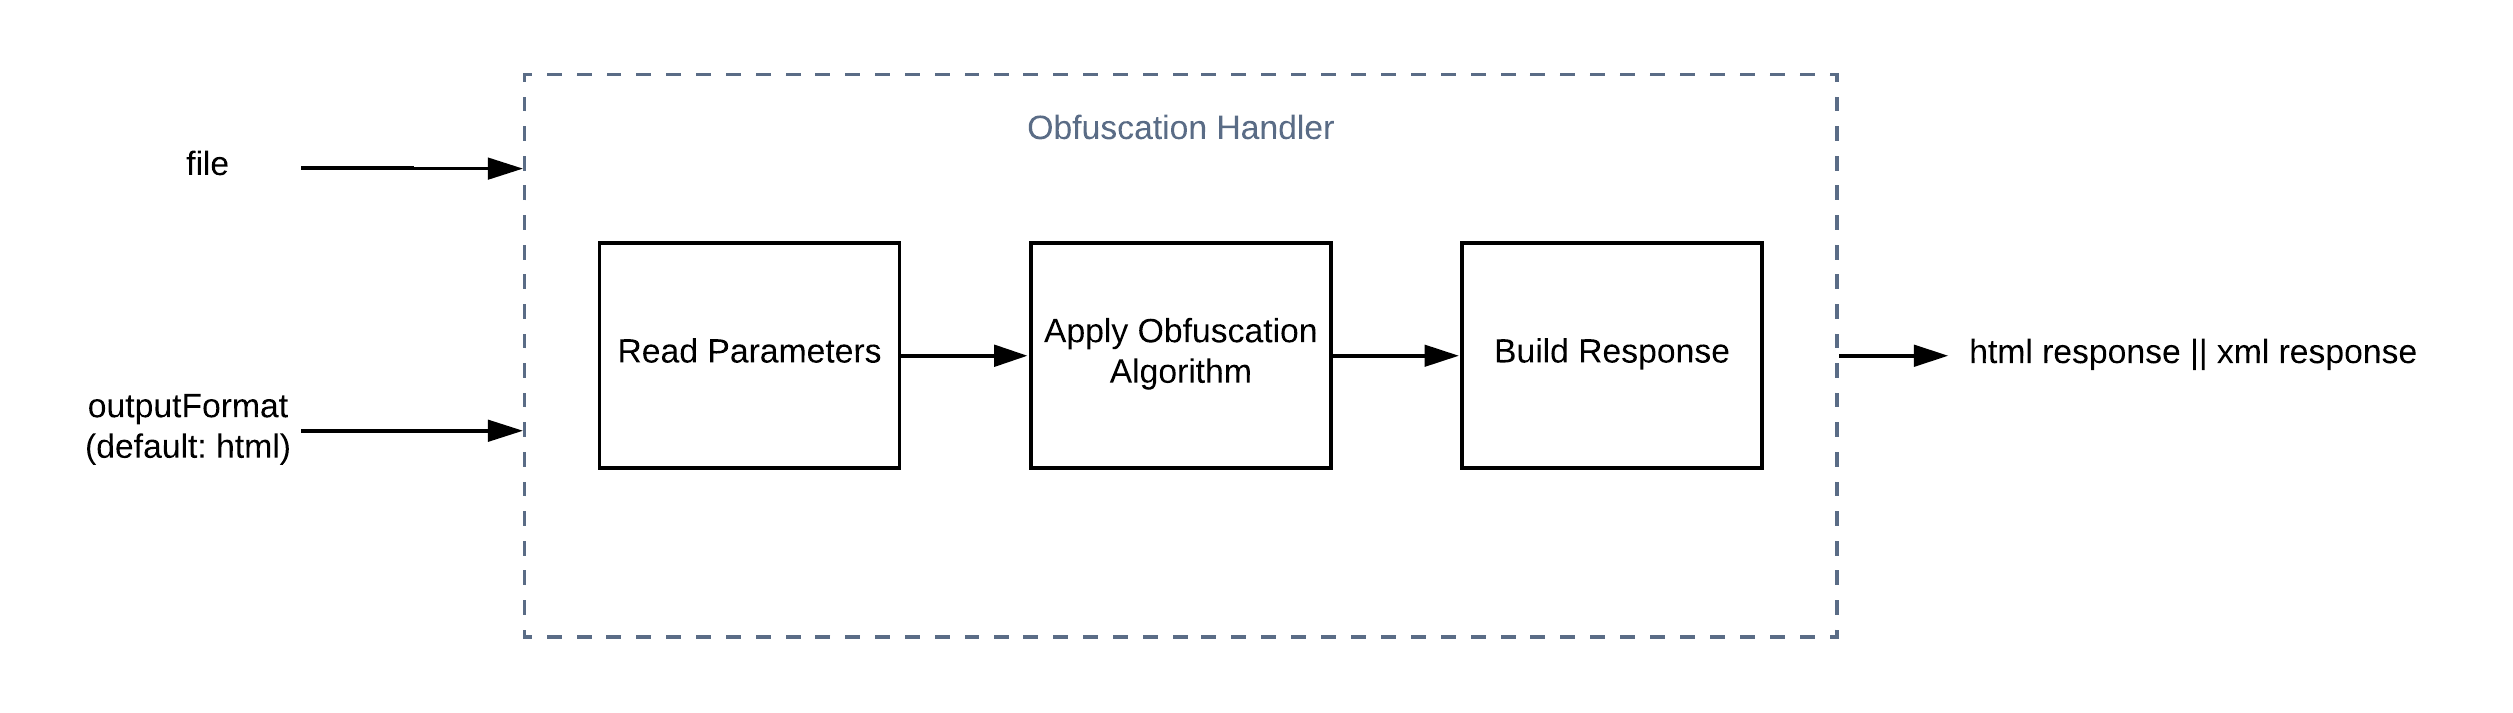 Obfuscation Handler
file
outputFormat
(default: html)
Read Parameters
Apply Obfuscation
Algorithm
Build Response
html response || xml response